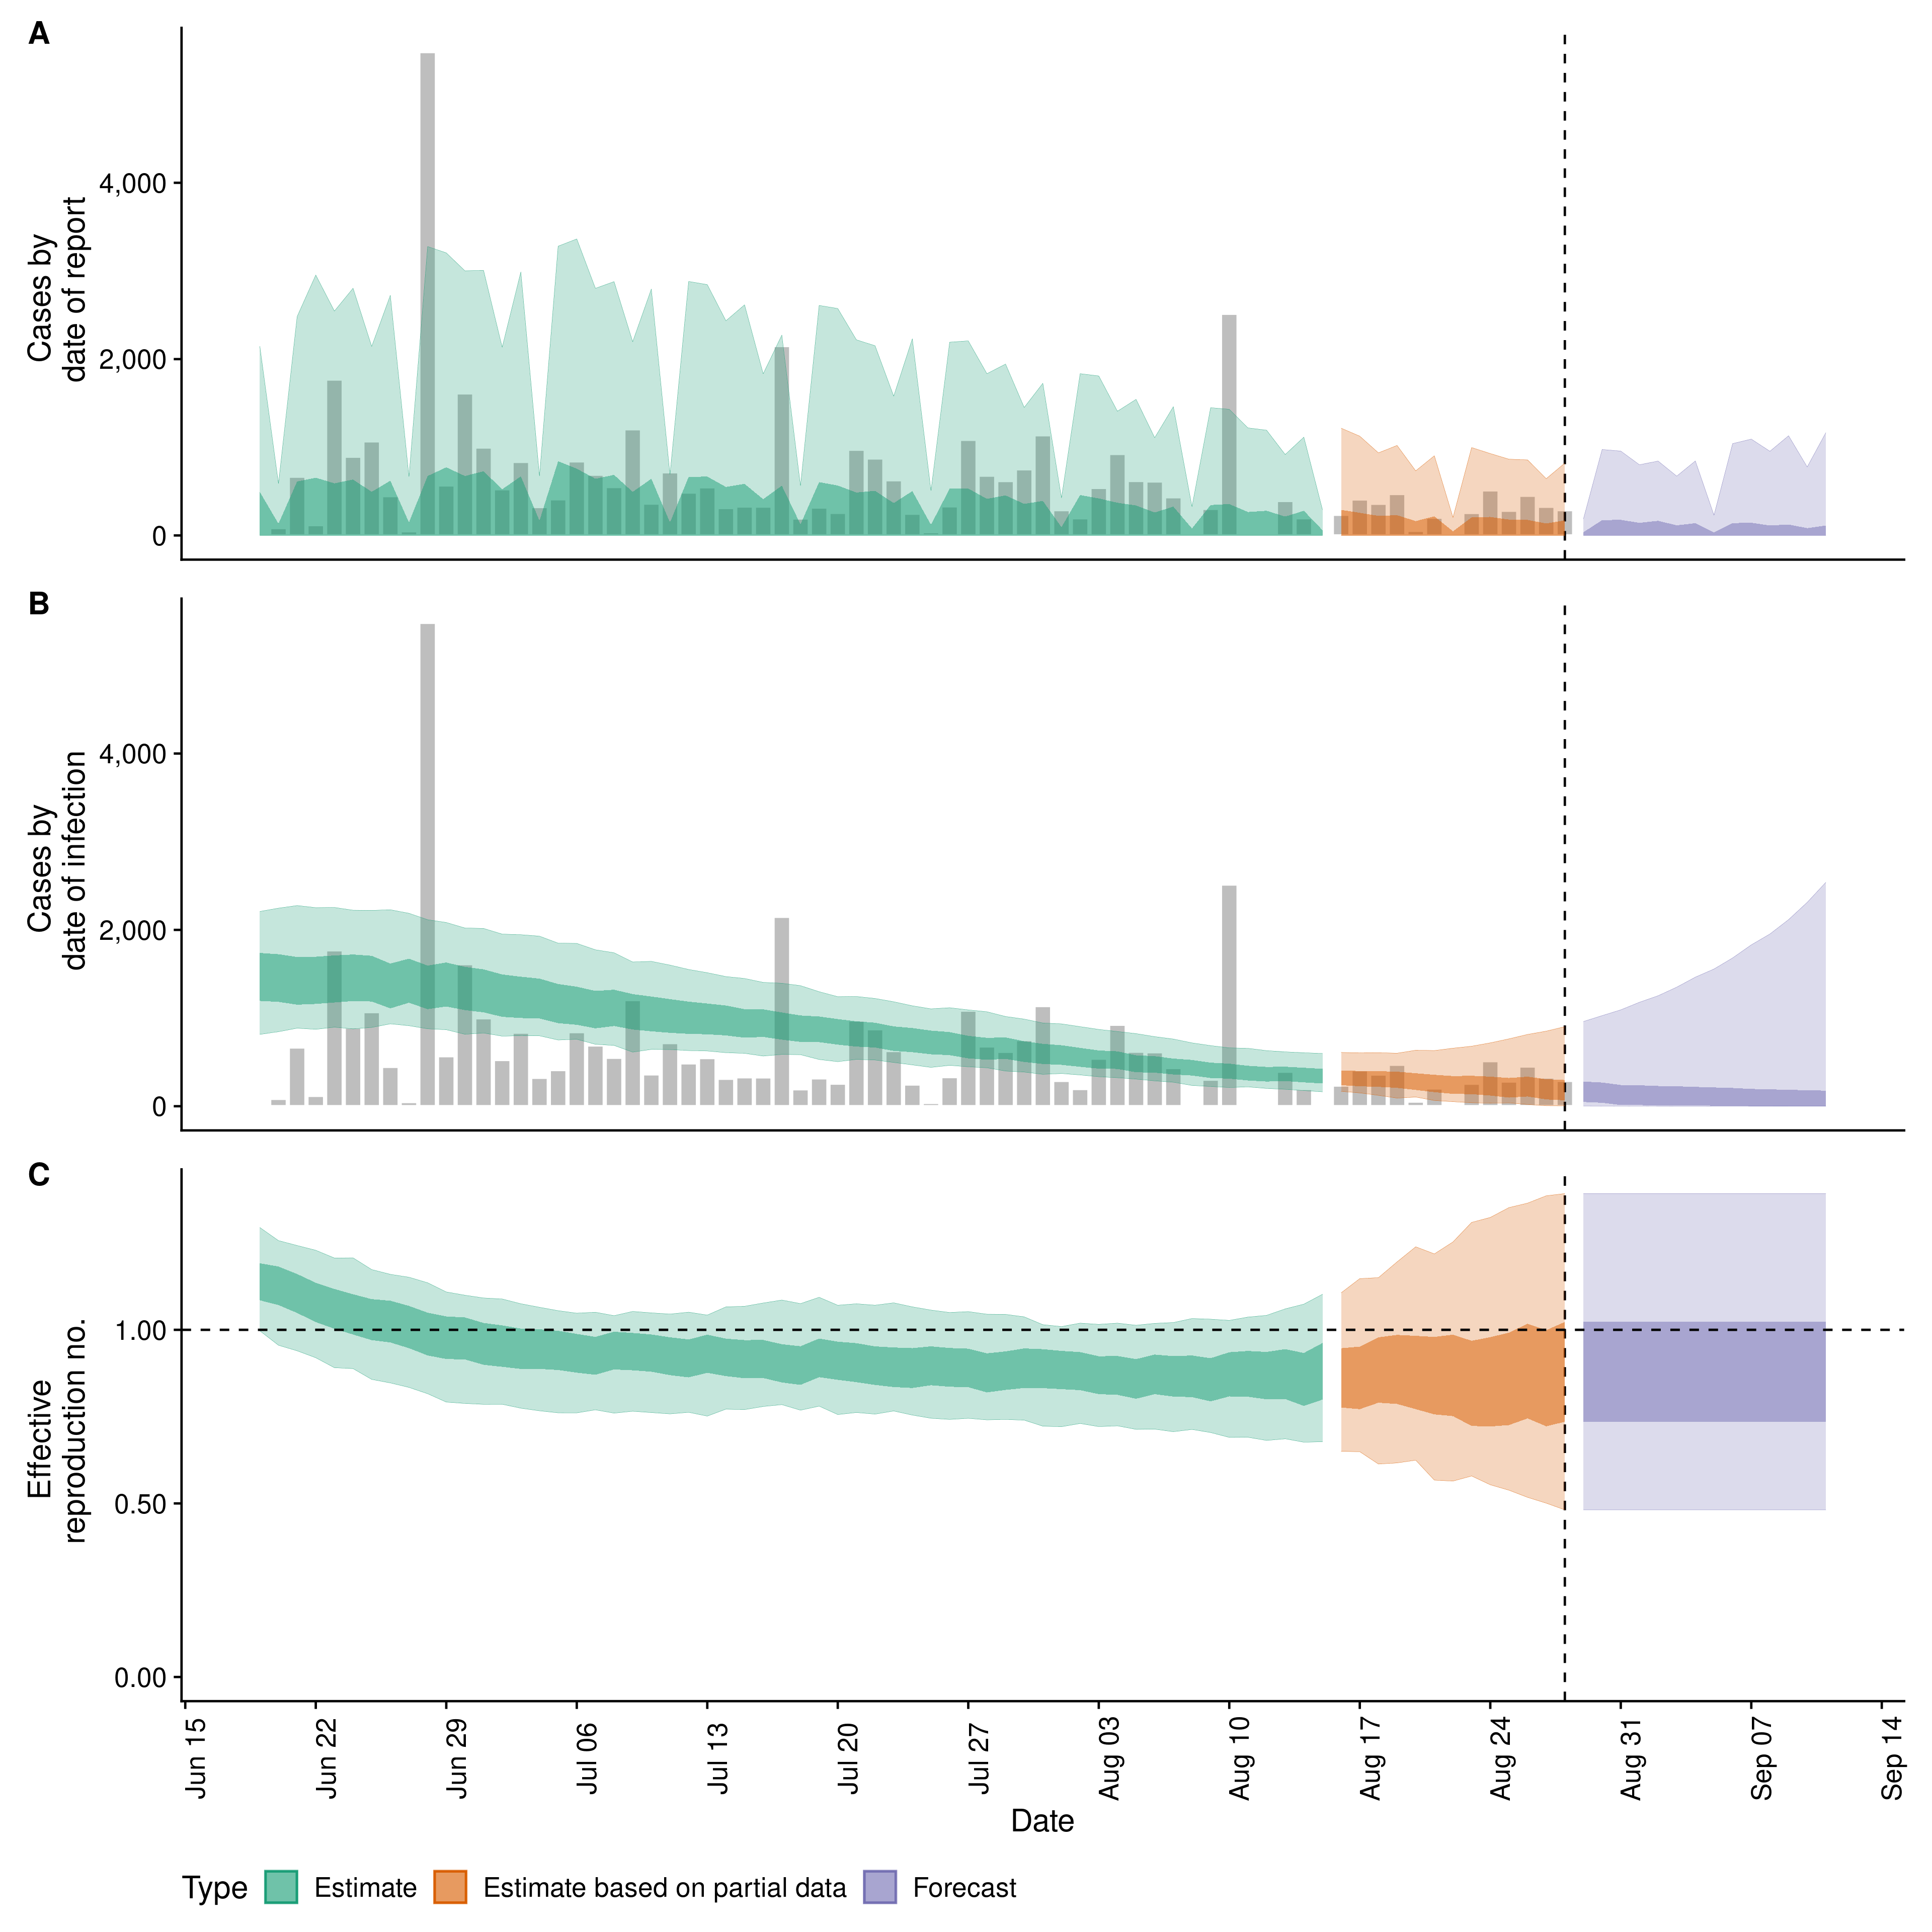 A
Cases by
date of report
4,000
2,000
0
B
Cases by
date of infection
4,000
2,000
0
C
Effective
reproduction no.
1.00
0.50
0.00
Jun 15
Jun 22
Jun 29
Jul 06
Jul 13
Jul 20
Jul 27
Aug 03
Aug 10
Aug 17
Aug 24
Aug 31
Sep 07
Sep 14
Date
Type Estimate Estimate based on partial data Forecast